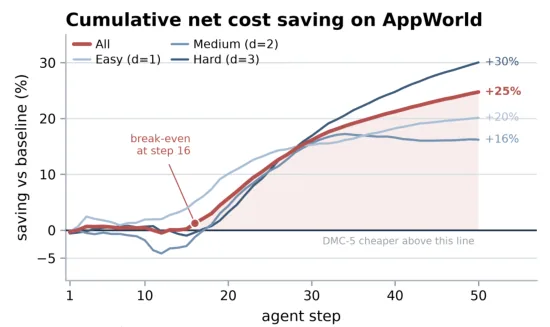 Cumulative net cost saving on AppWorld
All
Easy (d=1)
Medium (d=2)
Hard (d=3)
saving vs baseline (%)
30
20
10
0
−5
break-even
at step 16
+30%
+25%
+20%
+16%
DMC-5 cheaper above this line
1
10
20
30
40
50
agent step